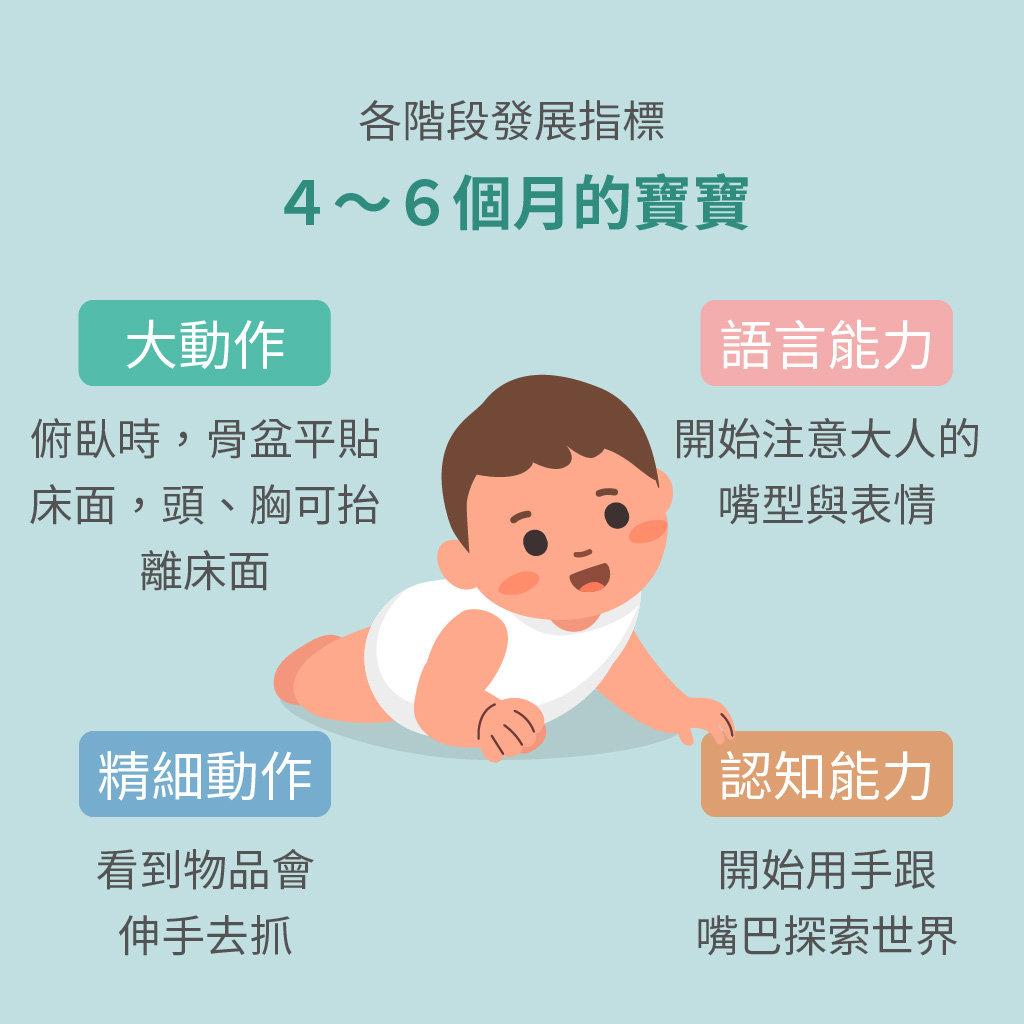 各階段發展指標
4～6個月的寶寶
大動作
俯臥時，骨盆平貼
床面，頭、胸可抬
離床面
語言能力
開始注意大人的
嘴型與表情
精細動作
看到物品會
伸手去抓
認知能力
開始用手跟
嘴巴探索世界